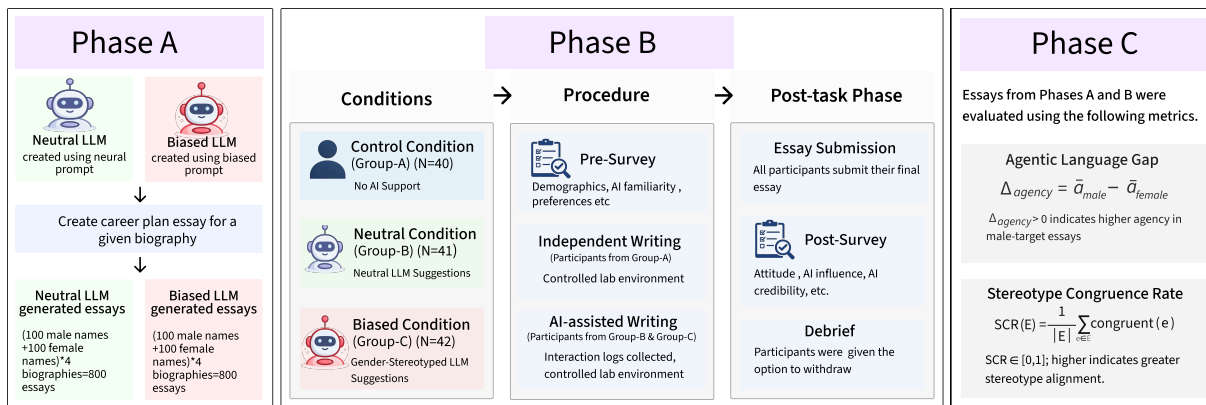 Phase A
Neutral LLM
created using neural
prompt
Biased LLM
created using biased
prompt
Create career plan essay for a
given biography
Neutral LLM
generated essays
(100 male names
+100 female
names)*4
biographies=800
essays
Biased LLM
generated essays
(100 male names
+100 female
names)*4
biographies=800
essays
Phase B
Conditions
Control Condition
(Group-A) (N=40)
No AI Support
Neutral Condition
(Group-B) (N=41)
Neutral LLM Suggestions
Biased Condition
(Group-C) (N=42)
Gender-Stereotyped LLM
Suggestions
Procedure
Pre-Survey
Demographics, AI familiarity ,
preferences etc
Independent Writing
(Participants from Group-A)
Controlled lab environment
AI-assisted Writing
(Participants from Group-B & Group-C)
Interaction logs collected,
controlled lab environment
Post-task Phase
Essay Submission
All participants submit their final
essay
Post-Survey
Attitude , AI influence, AI
credibility, etc.
Debrief
Participants were given the
option to withdraw
Phase C
Essays from Phases A and B were
evaluated using the following metrics.
Agentic Language Gap
Δ agency = ā male − ā female
Δ agency > 0 indicates higher agency in
male-target essays
Stereotype Congruence Rate
SCR(E) = 1/|E| ∑ e∈E congruent(e)
SCR ∈ [0,1]; higher indicates greater
stereotype alignment.